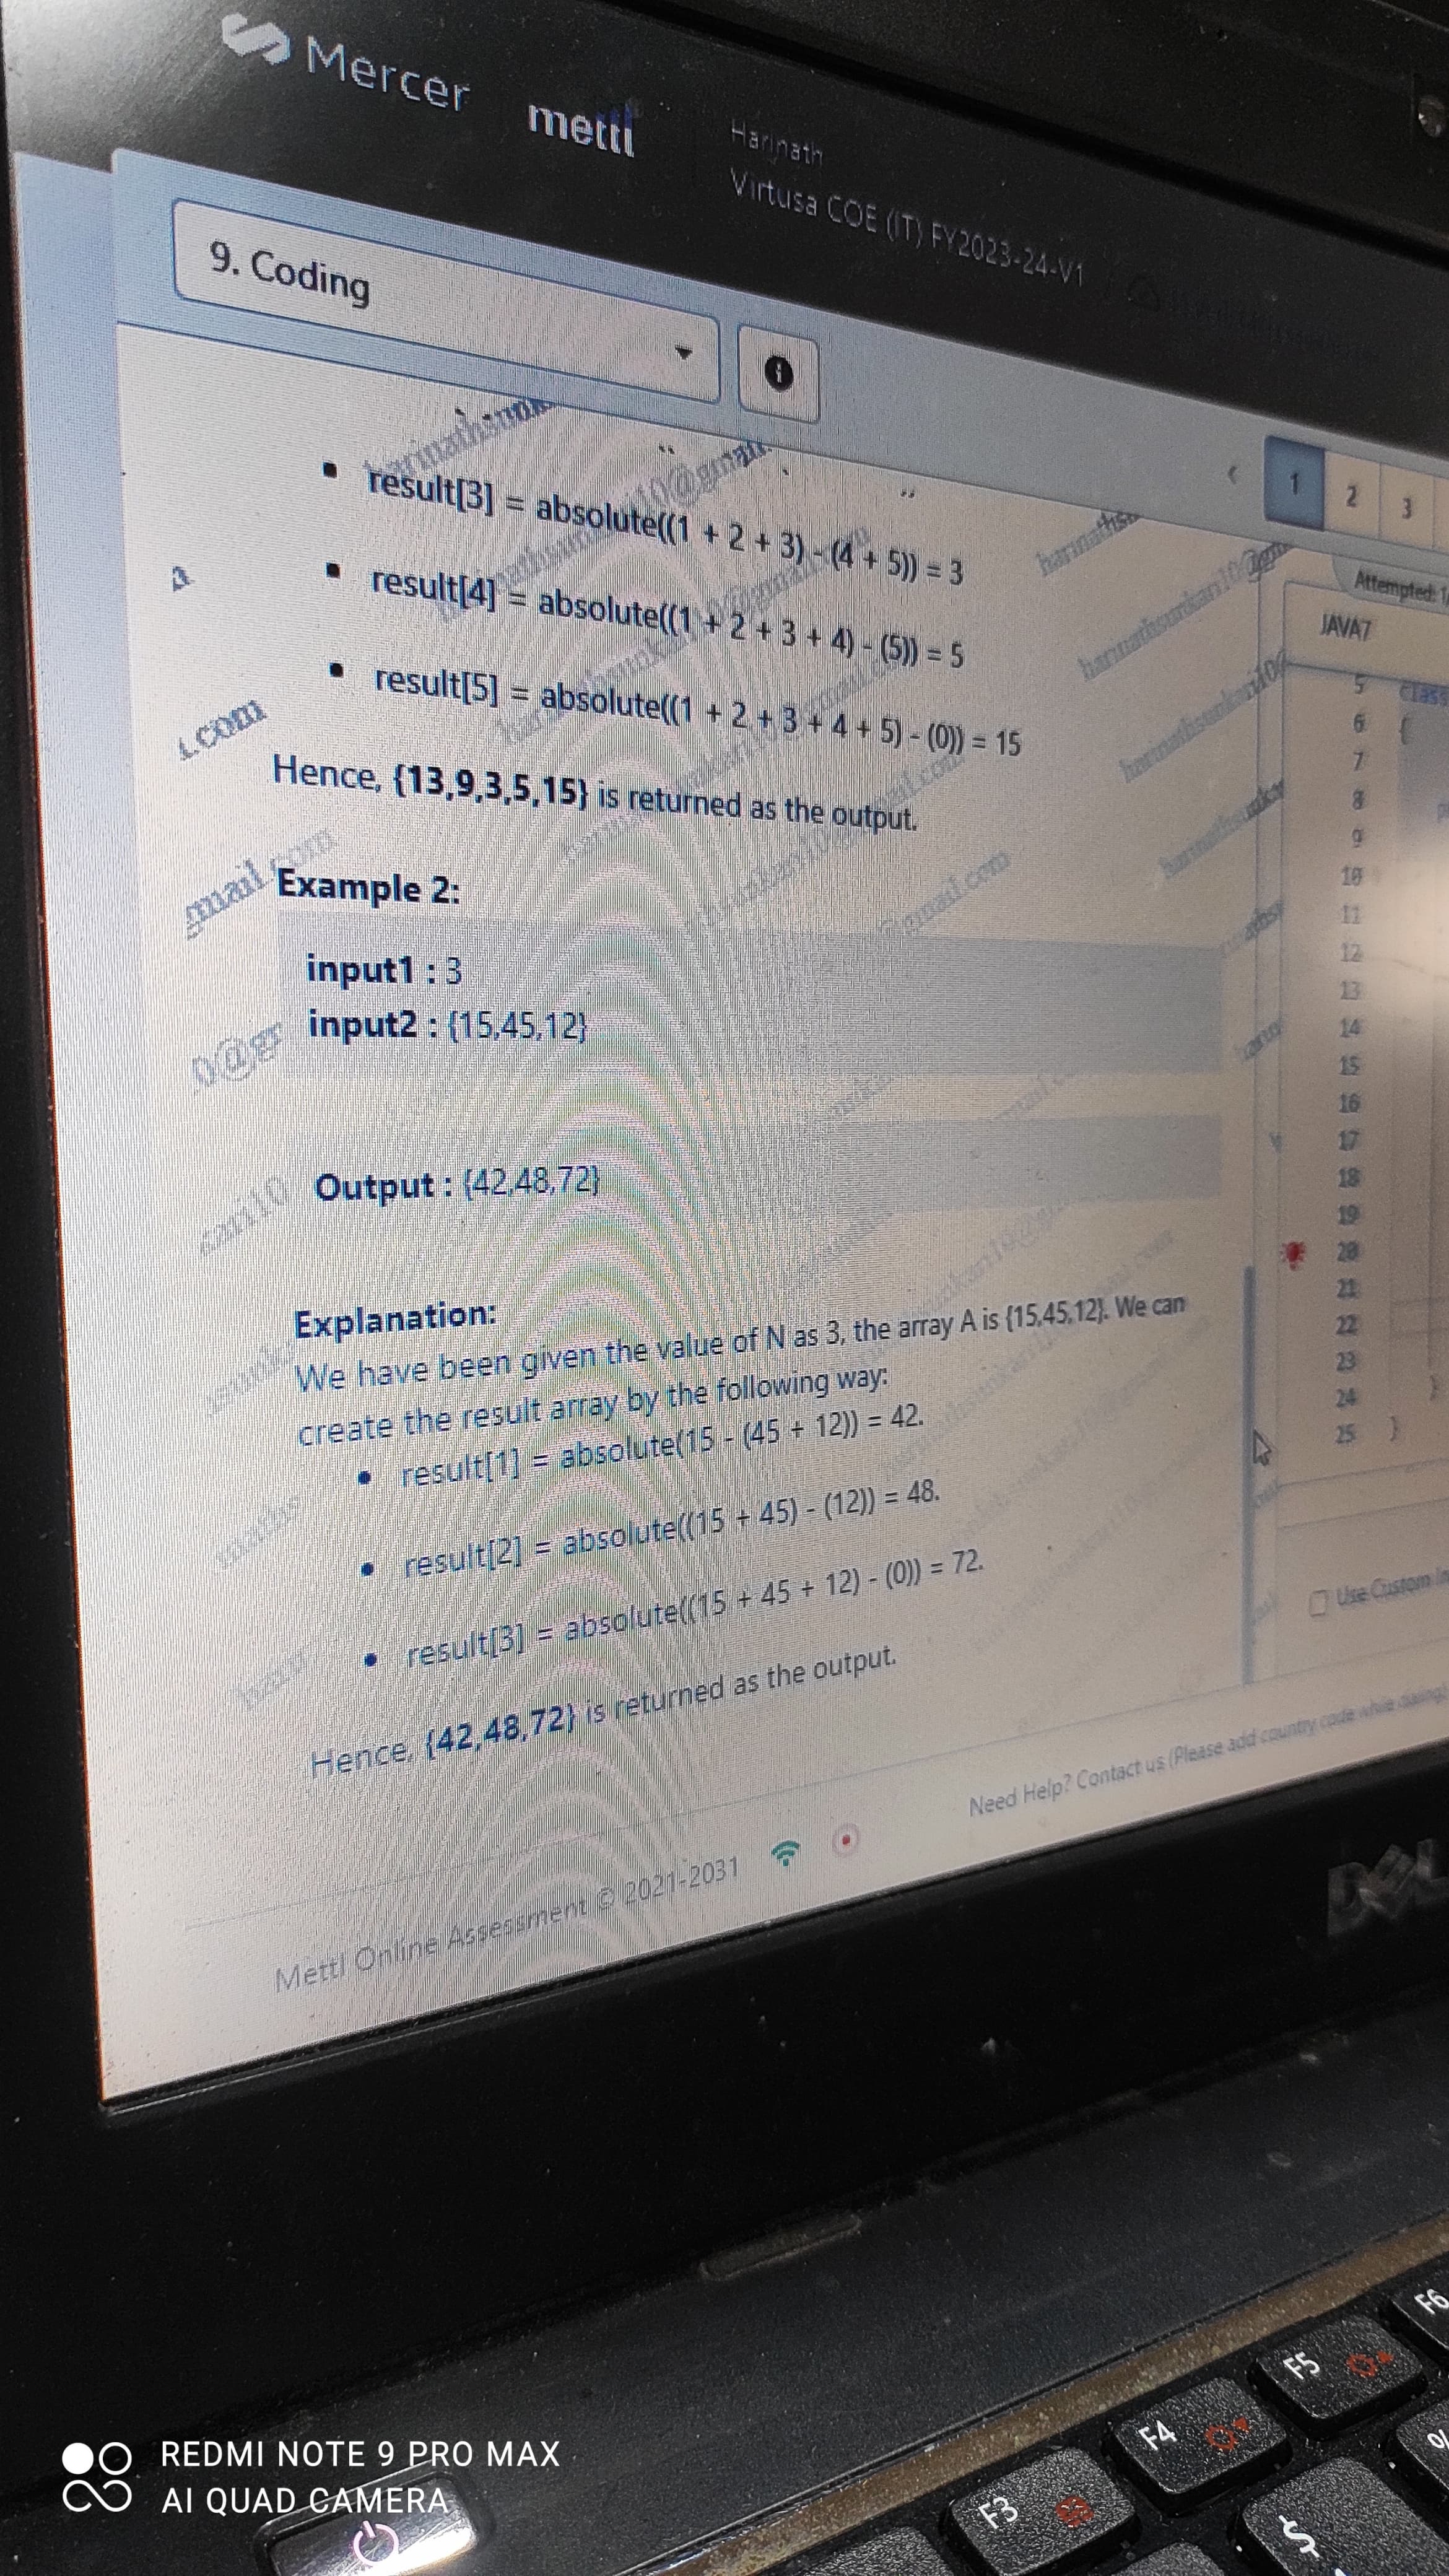 Mercer
mettl
Harinath
Virtusa COE (IT) FY2023-24-V1
9. Coding
1 2 3
Attempted: 1/
JAVA7
result[3] = absolute((1 + 2 + 3) - (4 + 5)) = 3
result[4] = absolute((1 + 2 + 3 + 4) - (5)) = 5
result[5] = absolute((1 + 2 + 3 + 4 + 5) - (0)) = 15
Hence, {13,9,3,5,15} is returned as the output.
Example 2:
input1 : 3
input2 : {15,45,12}
Output : {42,48,72}
Explanation:
We have been given the value of N as 3, the array A is {15,45,12}. We can
create the result array by the following way:
result[1] = absolute(15 - (45 + 12)) = 42.
result[2] = absolute((15 + 45) - (12)) = 48.
result[3] = absolute((15 + 45 + 12) - (0)) = 72.
Hence, {42,48,72} is returned as the output.
5 class
6 {
7
8
9
10
11
12
13
14
15
16
17
18
19
20
21
22
23
24 }
25 }
Use Custom
Need Help? Contact us (Please add country code while dialing)
Mettl Online Assessment © 2021-2031
DELL
F3
F4
F5
F6
$
%
REDMI NOTE 9 PRO MAX
AI QUAD CAMERA